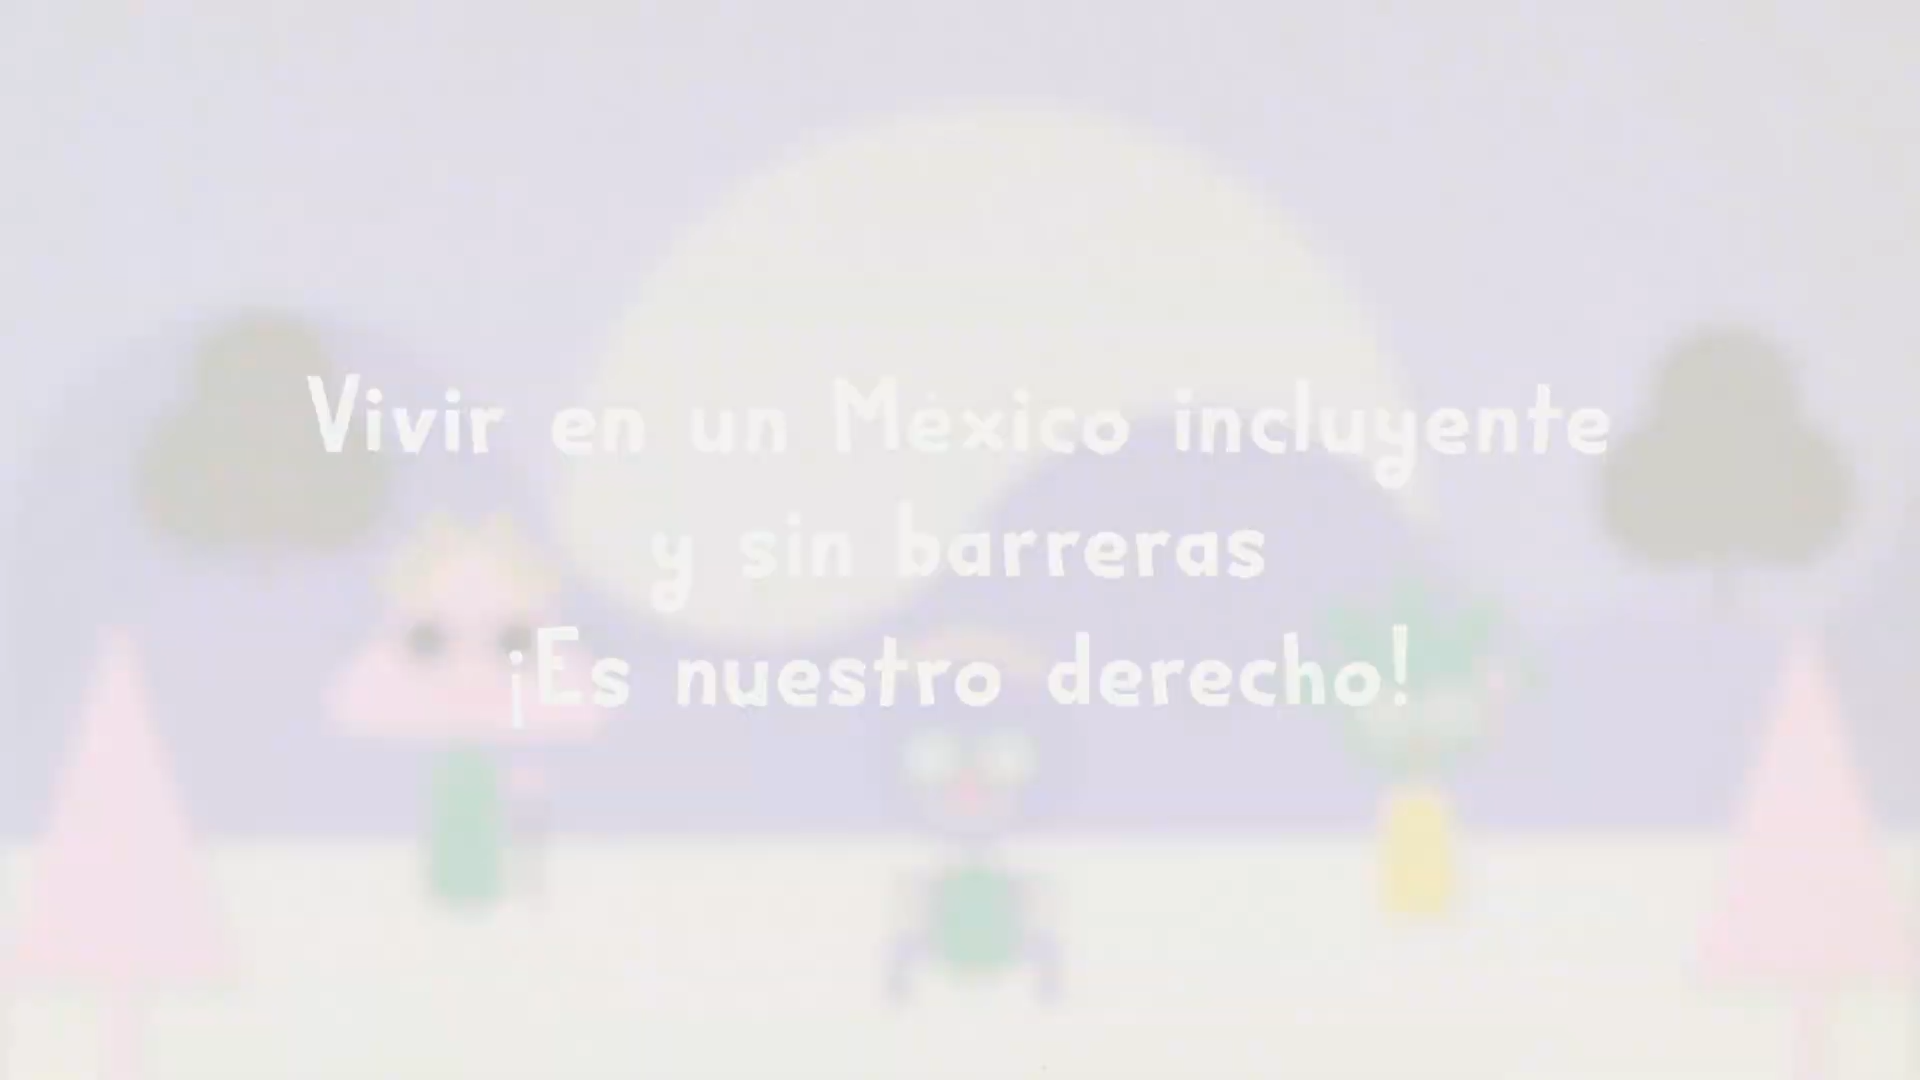 Vivir en un México incluyente
y sin barreras
¡Es nuestro derecho!